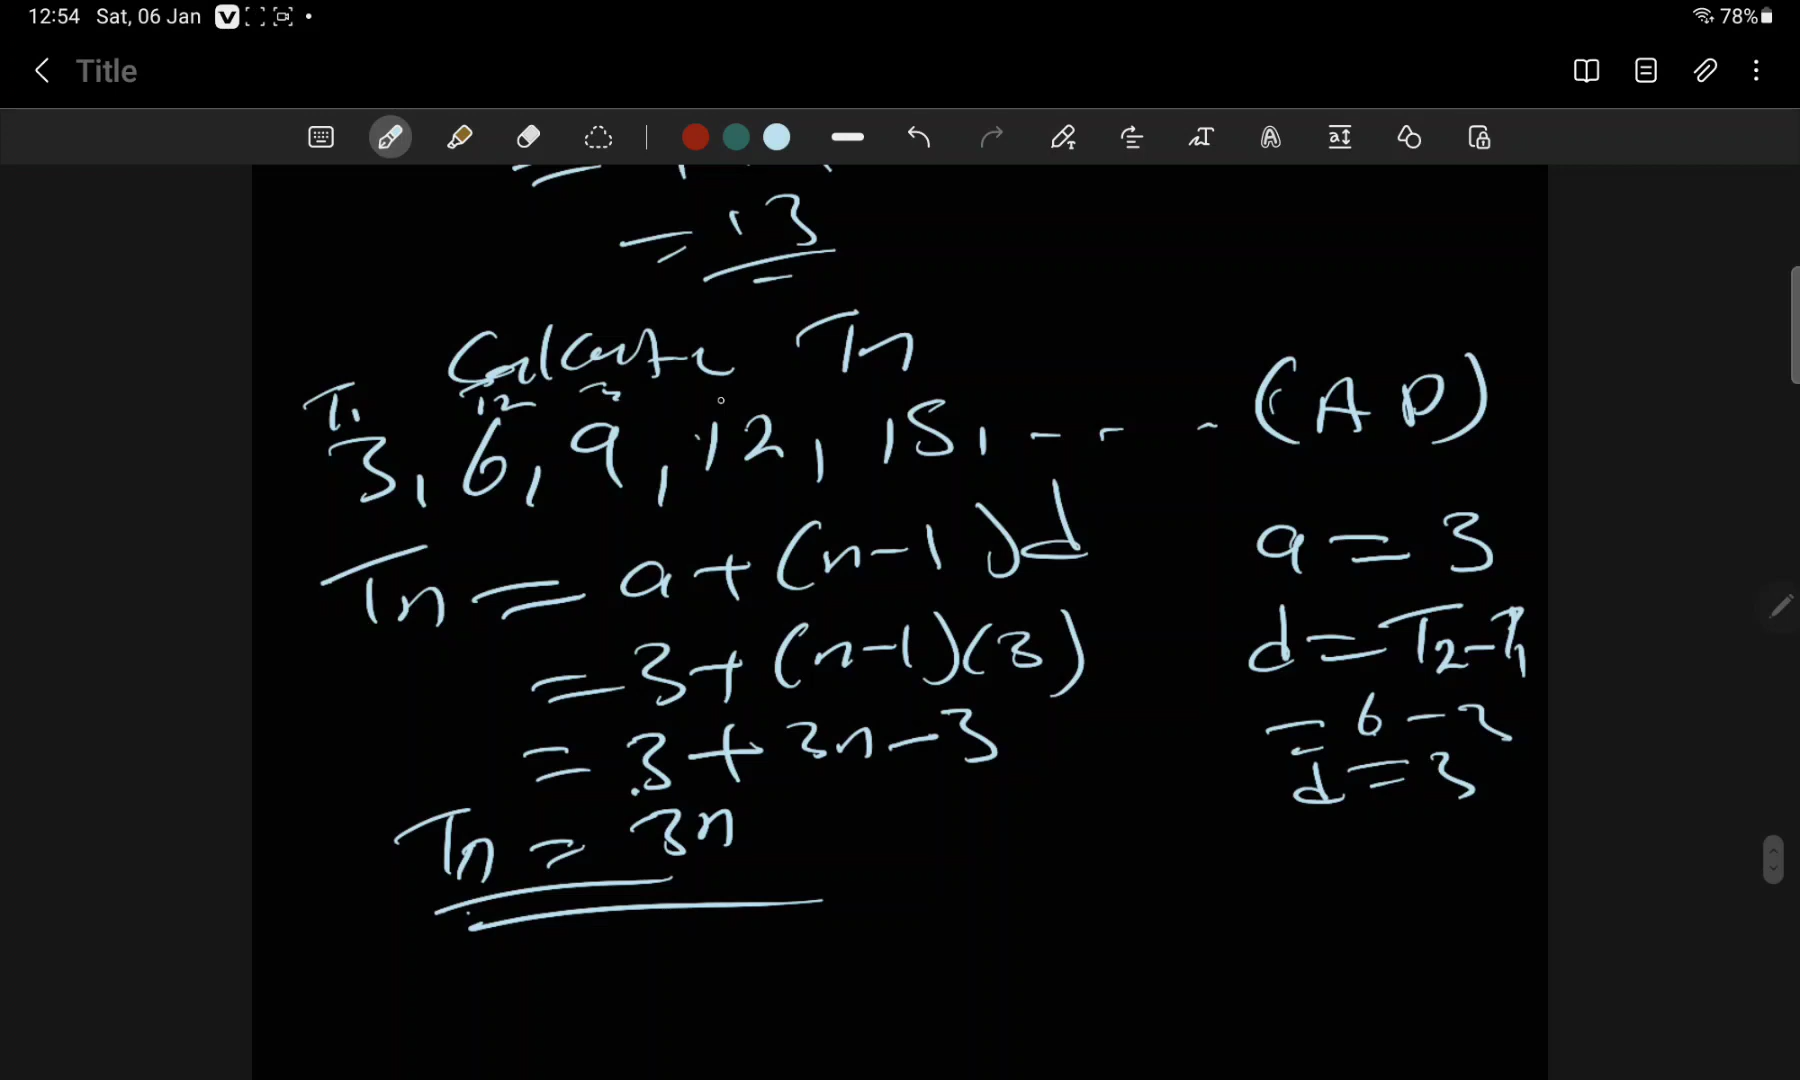 12:54 Sat, 06 Jan V 78%
Title
= 13
Calculate Tn
T1 T2 3
3, 6, 9, 12, 15, - - - (AP)
Tn = a + (n-1)d
= 3 + (n-1)(3)
= 3 + 3n - 3
Tn = 3n
a = 3
d = T2 - T1
= 6 - 3
d = 3